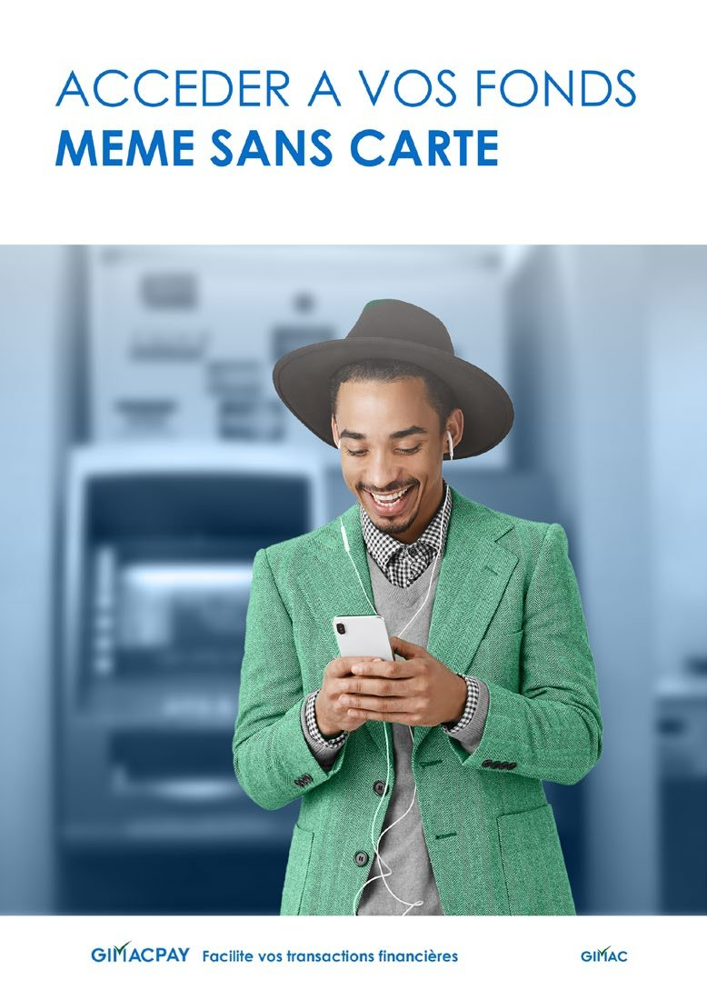 ACCEDER A VOS FONDS
MEME SANS CARTE
GIMACPAY Facilite vos transactions financières
GIMAC